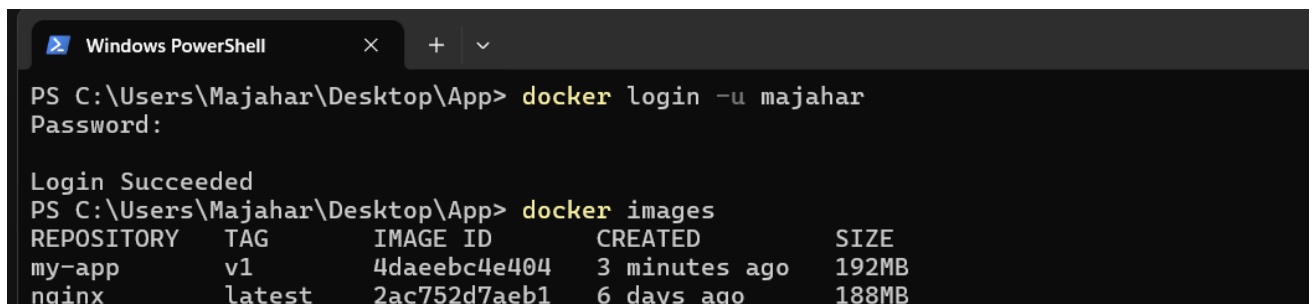 Windows PowerShell
PS C:\Users\Majahar\Desktop\App> docker login -u majahar
Password:
Login Succeeded
PS C:\Users\Majahar\Desktop\App> docker images
REPOSITORY TAG IMAGE ID CREATED SIZE
my-app v1 4daeebc4e404 3 minutes ago 192MB
nginx latest 2ac752d7aeb1 6 days ago 188MB